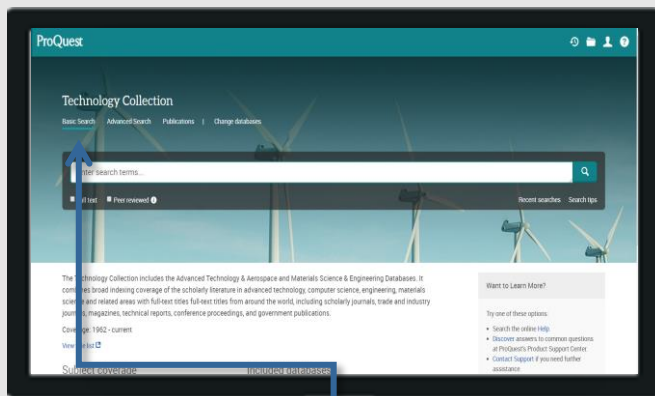 ProQuest
Technology Collection
Basic Search Advanced Search Publications | Change databases
Enter search terms...
Full text Peer reviewed
Recent searches Search tips
The Technology Collection includes the Advanced Technology & Aerospace and Materials Science & Engineering Databases. It
combines broad indexing coverage of the scholarly literature in advanced technology, computer science, engineering, materials
science and related areas with full-text titles full-text titles from around the world, including scholarly journals, trade and industry
journals, magazines, technical reports, conference proceedings, and government publications.
Coverage: 1962 - current
View title list
Subject coverage Included databases
Want to Learn More?
Try one of these options:
• Search the online Help
• Discover answers to common questions
at ProQuest's Product Support Center
• Contact Support if you need further
assistance